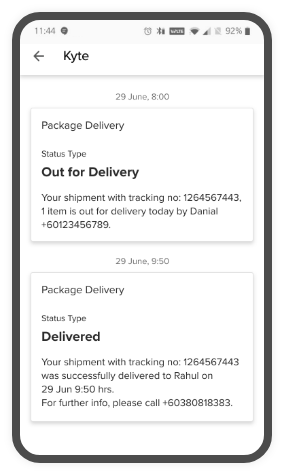 11:44
92%
Kyte
29 June, 8:00
Package Delivery
Status Type
Out for Delivery
Your shipment with tracking no: 1264567443,
1 item is out for delivery today by Danial
+60123456789.
29 June, 9:50
Package Delivery
Status Type
Delivered
Your shipment with tracking no: 1264567443
was successfully delivered to Rahul on
29 Jun 9:50 hrs.
For further info, please call +60380818383.